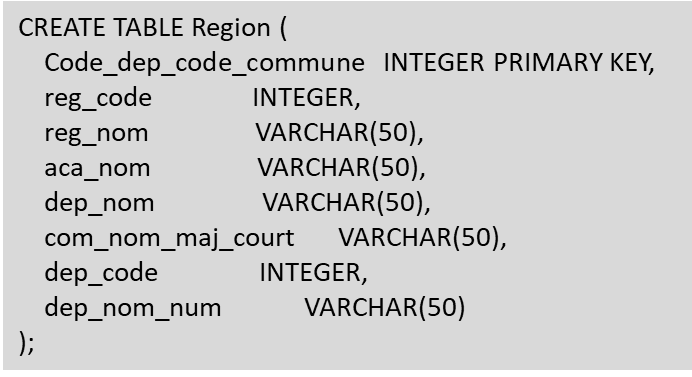 CREATE TABLE Region (
Code_dep_code_commune INTEGER PRIMARY KEY,
reg_code INTEGER,
reg_nom VARCHAR(50),
aca_nom VARCHAR(50),
dep_nom VARCHAR(50),
com_nom_maj_court VARCHAR(50),
dep_code INTEGER,
dep_nom_num VARCHAR(50)
);